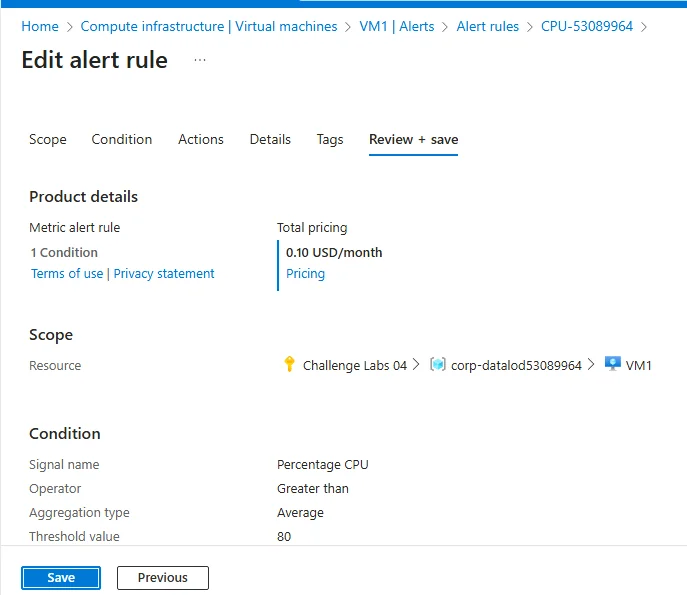 Home > Compute infrastructure | Virtual machines > VM1 | Alerts > Alert rules > CPU-53089964 >
Edit alert rule ...
Scope Condition Actions Details Tags Review + save
Product details
Metric alert rule Total pricing
1 Condition 0.10 USD/month
Terms of use | Privacy statement Pricing
Scope
Resource Challenge Labs 04 > corp-datalod53089964 > VM1
Condition
Signal name Percentage CPU
Operator Greater than
Aggregation type Average
Threshold value 80
Save Previous